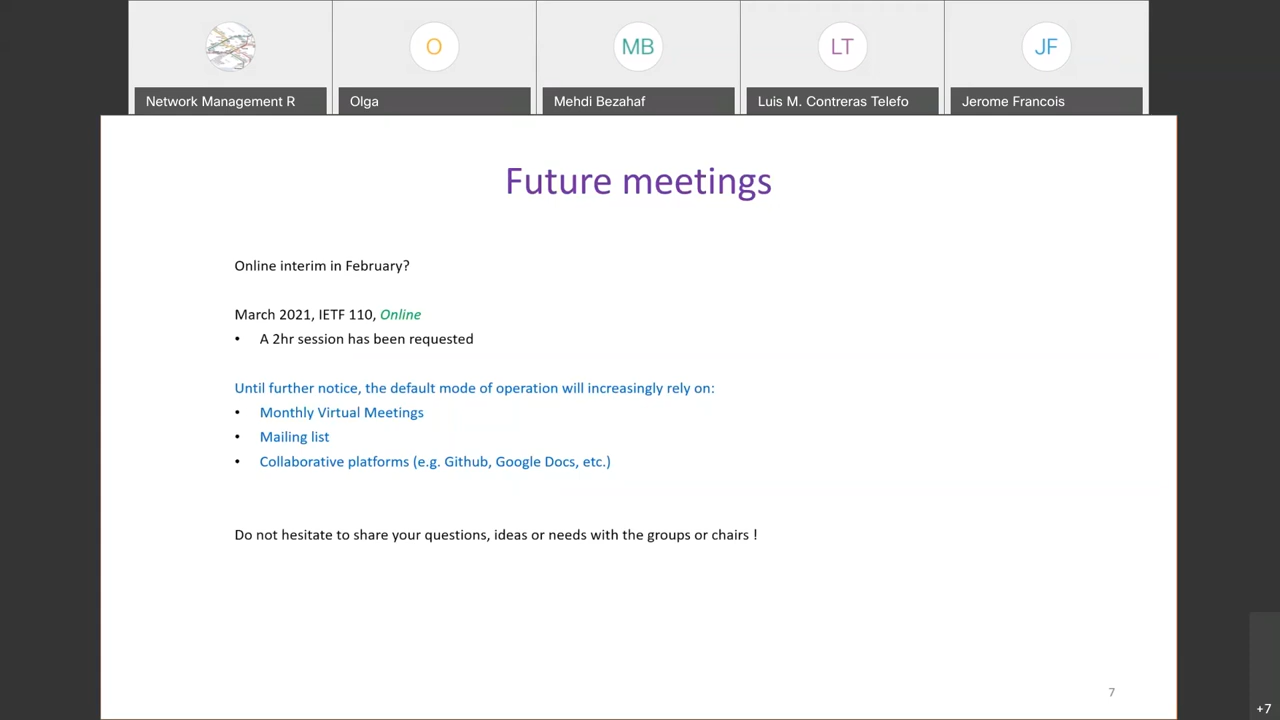 O
MB
LT
JF
Network Management R
Olga
Mehdi Bezahaf
Luis M. Contreras Telefo
Jerome Francois
Future meetings
Online interim in February?
March 2021, IETF 110, Online
• A 2hr session has been requested
Until further notice, the default mode of operation will increasingly rely on:
• Monthly Virtual Meetings
• Mailing list
• Collaborative platforms (e.g. Github, Google Docs, etc.)
Do not hesitate to share your questions, ideas or needs with the groups or chairs !
7
+7